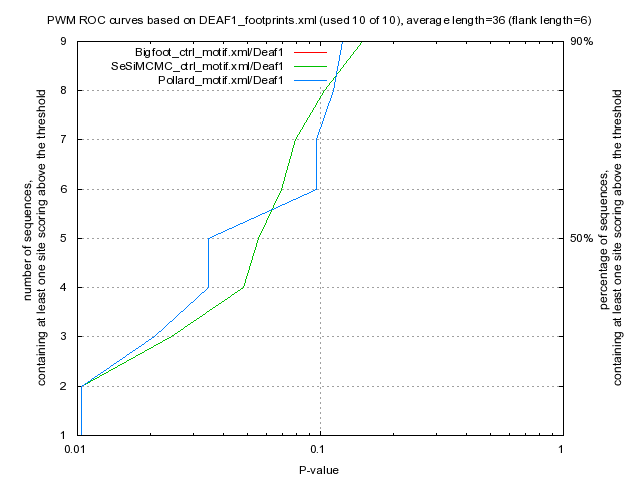 PWM ROC curves based on DEAF1_footprints.xml (used 10 of 10), average length=36 (flank length=6)
Bigfoot_ctrl_motif.xml/Deaf1
SeSiMCMC_ctrl_motif.xml/Deaf1
Pollard_motif.xml/Deaf1
number of sequences,
containing at least one site scoring above the threshold
9
8
7
6
5
4
3
2
1
0.01
0.1
1
P-value
90%
50%
percentage of sequences,
containing at least one site scoring above the threshold